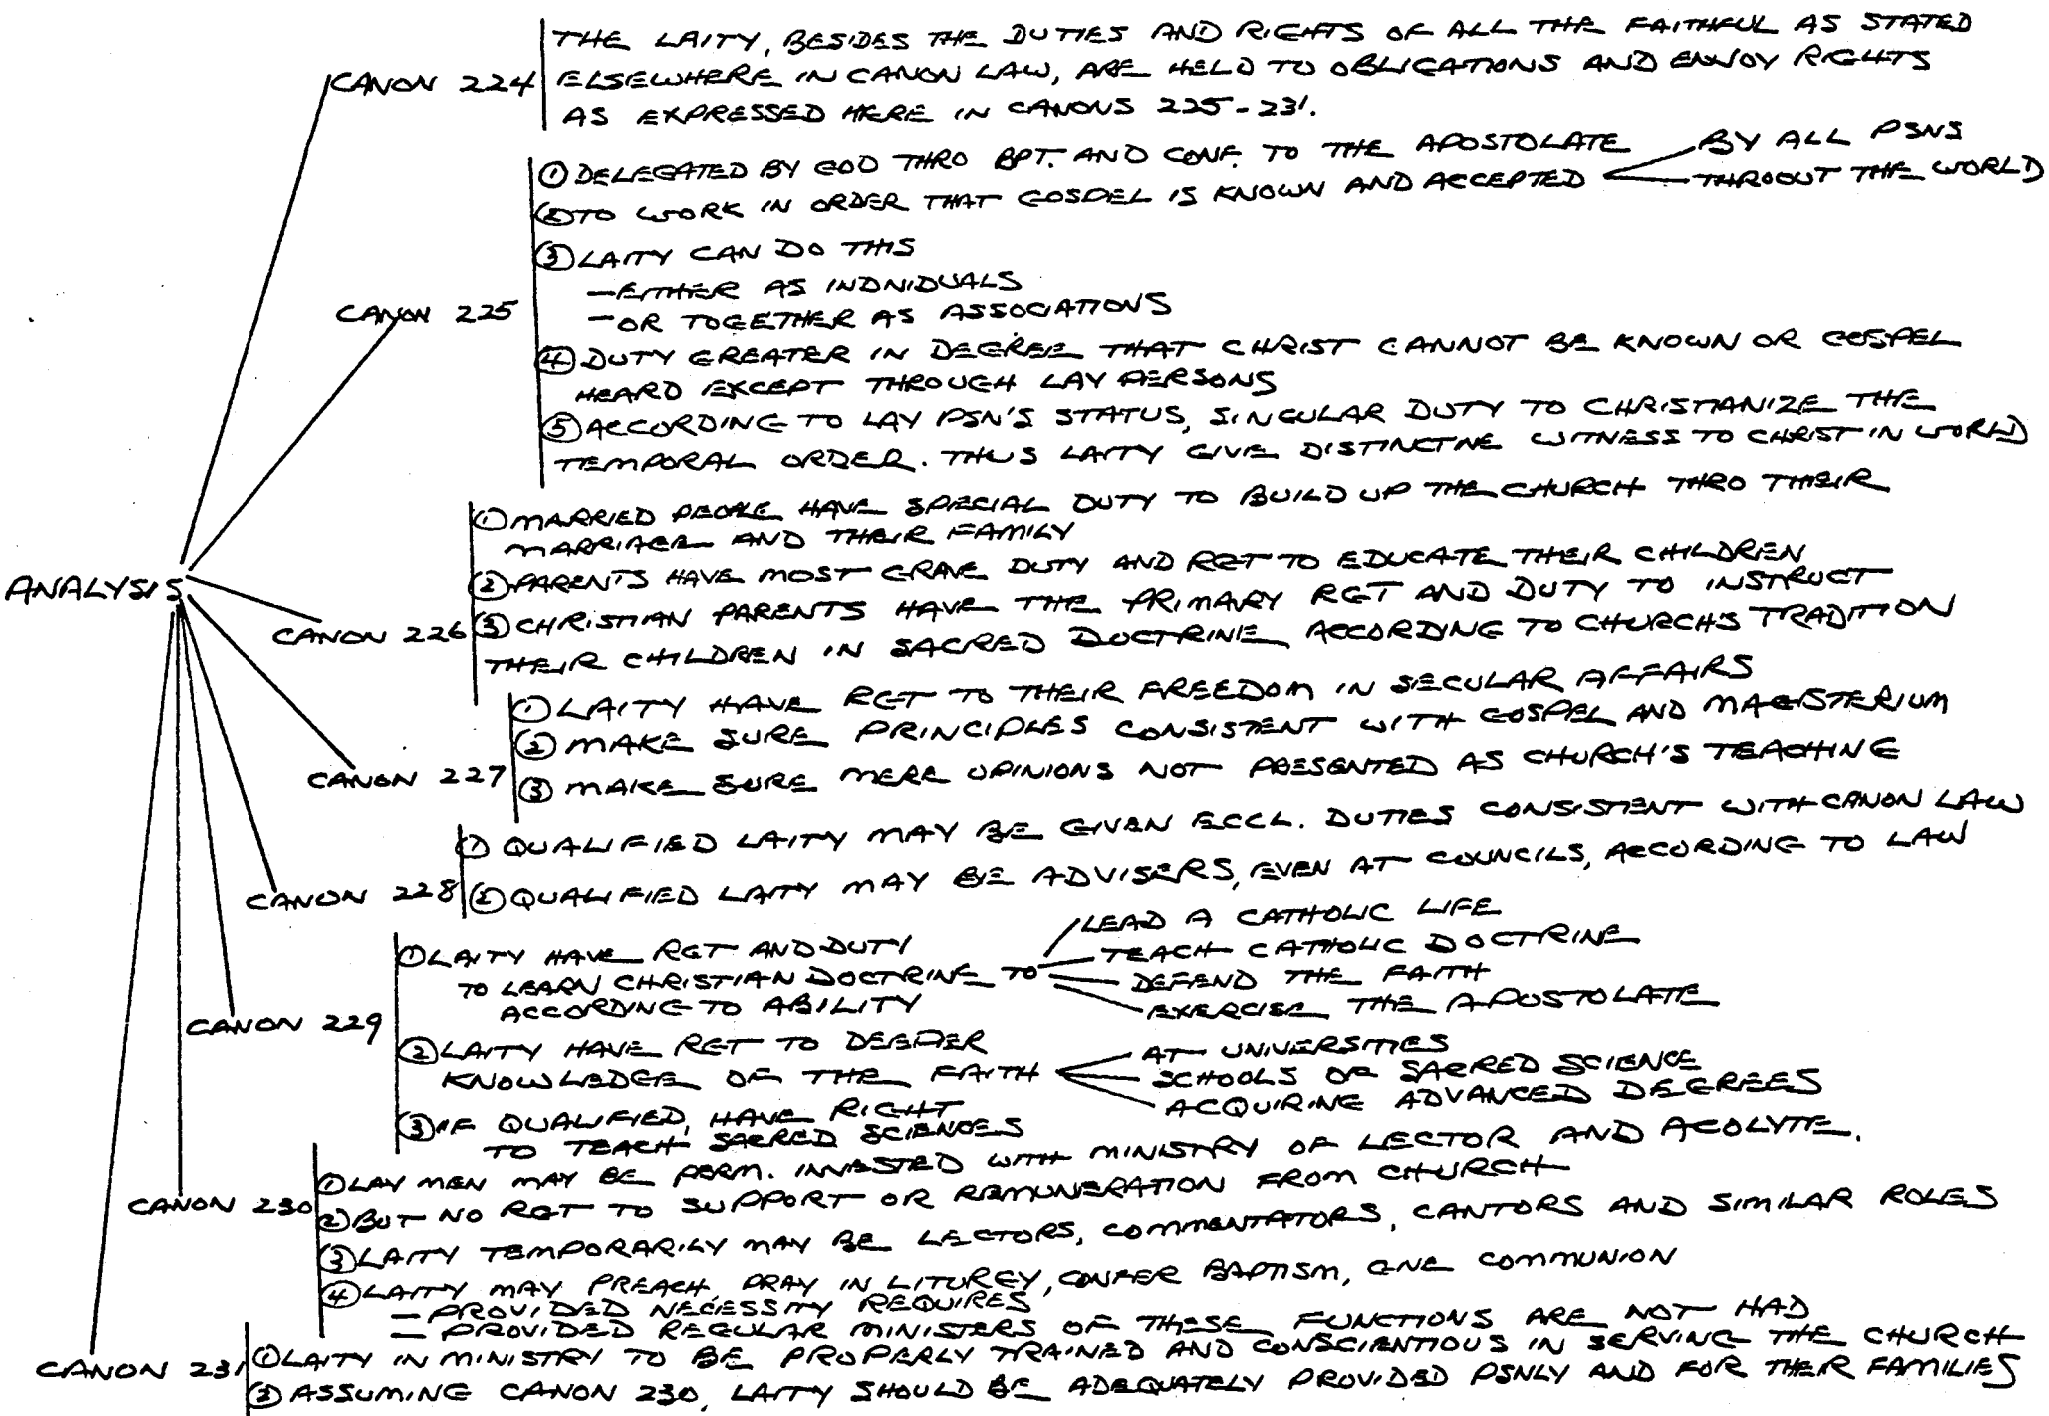 THE LAITY, BESIDES THE DUTIES AND RIGHTS OF ALL THE FAITHFUL AS STATED
CANON 224 ELSEWHERE IN CANON LAW, ARE HELD TO OBLIGATIONS AND ENJOY RIGHTS
AS EXPRESSED HERE IN CANONS 225-231.
① DELEGATED BY GOD THRO BPT. AND CONF. TO THE APOSTOLATE
BY ALL PSNS
② TO WORK IN ORDER THAT GOSPEL IS KNOWN AND ACCEPTED
THROOUT THE WORLD
③ LAITY CAN DO THIS
– EITHER AS INDIVIDUALS
CANON 225
– OR TOGETHER AS ASSOCIATIONS
④ DUTY GREATER IN DEGREE THAT CHRIST CANNOT BE KNOWN OR GOSPEL
HEARD EXCEPT THROUGH LAY PERSONS
⑤ ACCORDING TO LAY PSN'S STATUS, SINGULAR DUTY TO CHRISTIANIZE THE
TEMPORAL ORDER. THUS LAITY GIVE DISTINCTIVE WITNESS TO CHRIST IN WORLD
① MARRIED PEOPLE HAVE SPECIAL DUTY TO BUILD UP THE CHURCH THRO THEIR
MARRIAGE AND THEIR FAMILY
ANALYSIS
② PARENTS HAVE MOST GRAVE DUTY AND RGT TO EDUCATE THEIR CHILDREN
CANON 226 ③ CHRISTIAN PARENTS HAVE THE PRIMARY RGT AND DUTY TO INSTRUCT
THEIR CHILDREN IN SACRED DOCTRINE ACCORDING TO CHURCH'S TRADITION
① LAITY HAVE RGT TO THEIR FREEDOM IN SECULAR AFFAIRS
② MAKE SURE PRINCIPLES CONSISTENT WITH GOSPEL AND MAGISTERIUM
CANON 227 ③ MAKE SURE MERE OPINIONS NOT PRESENTED AS CHURCH'S TEACHING
① QUALIFIED LAITY MAY BE GIVEN ECCL. DUTIES CONSISTENT WITH CANON LAW
CANON 228 ② QUALIFIED LAITY MAY BE ADVISERS, EVEN AT COUNCILS, ACCORDING TO LAW
① LAITY HAVE RGT AND DUTY
TO LEARN CHRISTIAN DOCTRINE TO
ACCORDING TO ABILITY
LEAD A CATHOLIC LIFE
TEACH CATHOLIC DOCTRINE
DEFEND THE FAITH
EXERCISE THE APOSTOLATE
CANON 229
② LAITY HAVE RGT TO DEEPER
KNOWLEDGE OF THE FAITH
AT UNIVERSITIES
SCHOOLS OF SACRED SCIENCE
ACQUIRING ADVANCED DEGREES
③ IF QUALIFIED, HAVE RIGHT
TO TEACH SACRED SCIENCES
① LAY MEN MAY BE PERM. INVESTED WITH MINISTRY OF LECTOR AND ACOLYTE.
CANON 230 ② BUT NO RGT TO SUPPORT OR REMUNERATION FROM CHURCH
③ LAITY TEMPORARILY MAY BE LECTORS, COMMENTATORS, CANTORS AND SIMILAR ROLES
④ LAITY MAY PREACH, PRAY IN LITURGY, CONFER BAPTISM, GIVE COMMUNION
– PROVIDED NECESSITY REQUIRES
– PROVIDED REGULAR MINISTERS OF THESE FUNCTIONS ARE NOT HAD
CANON 231 ① LAITY IN MINISTRY TO BE PROPERLY TRAINED AND CONSCIENTIOUS IN SERVING THE CHURCH
② ASSUMING CANON 230, LAITY SHOULD BE ADEQUATELY PROVIDED PSNLY AND FOR THEIR FAMILIES